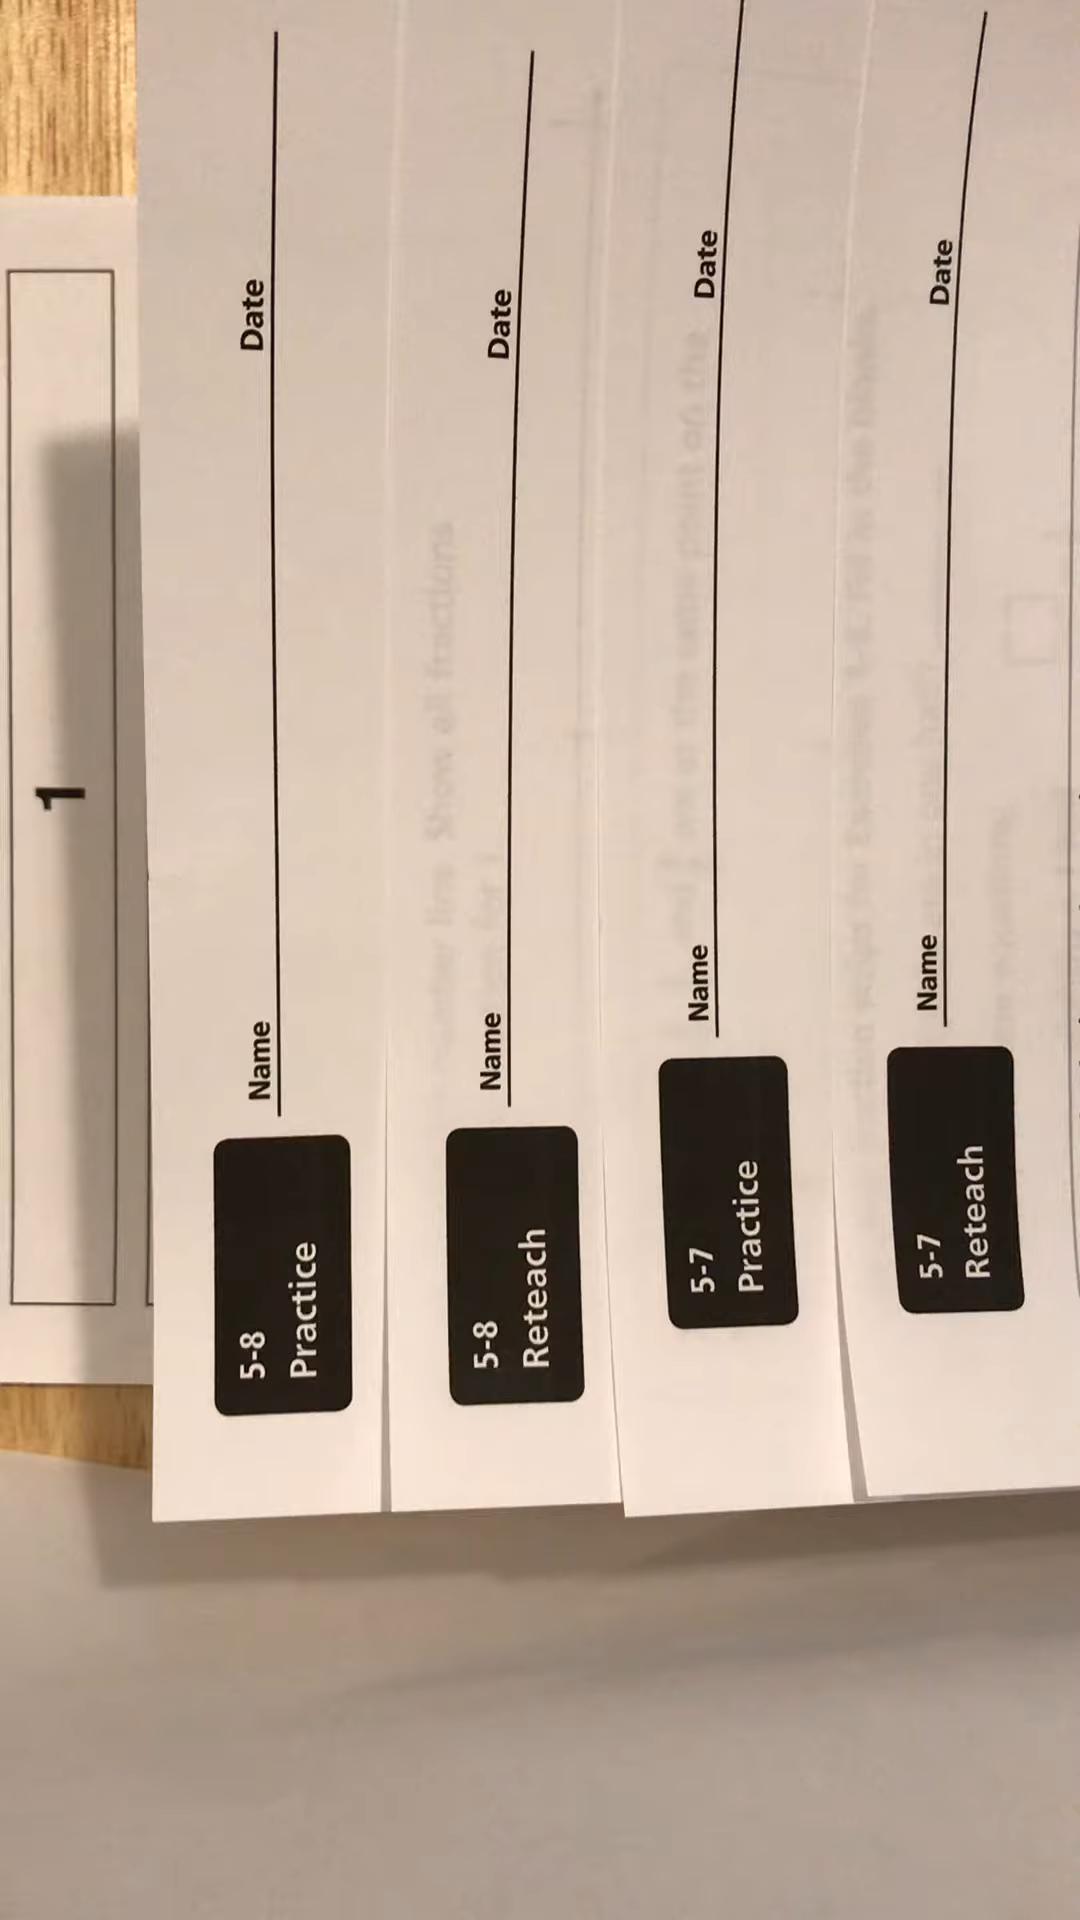 1
Name Date
5-8
Practice
Name Date
5-8
Reteach
Name Date
5-7
Practice
Name Date
5-7
Reteach